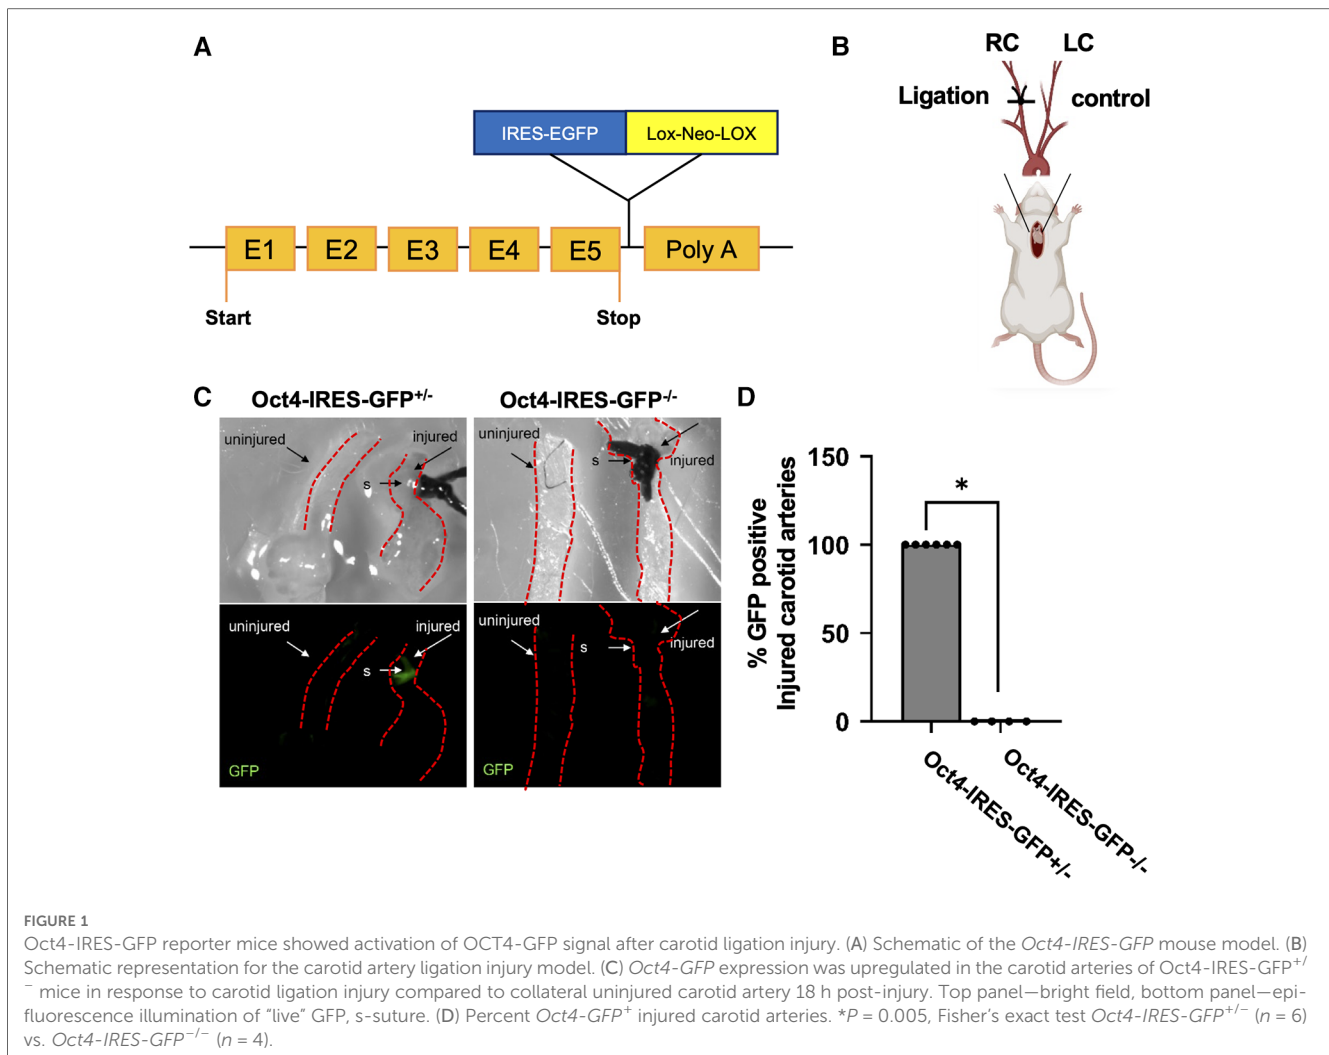 A
IRES-EGFP
Lox-Neo-LOX
E1
E2
E3
E4
E5
Poly A
Start
Stop
B
RC
LC
Ligation
control
C
Oct4-IRES-GFP+/-
Oct4-IRES-GFP-/-
uninjured
injured
s
uninjured
s
injured
uninjured
injured
s
GFP
uninjured
s
injured
GFP
D
% GFP positive
Injured carotid arteries
150
100
50
0
*
Oct4-IRES-GFP+/-
Oct4-IRES-GFP-/-
FIGURE 1
Oct4-IRES-GFP reporter mice showed activation of OCT4-GFP signal after carotid ligation injury. (A) Schematic of the Oct4-IRES-GFP mouse model. (B)
Schematic representation for the carotid artery ligation injury model. (C) Oct4-GFP expression was upregulated in the carotid arteries of Oct4-IRES-GFP+/
− mice in response to carotid ligation injury compared to collateral uninjured carotid artery 18 h post-injury. Top panel—bright field, bottom panel—epi-
fluorescence illumination of “live” GFP, s-suture. (D) Percent Oct4-GFP+ injured carotid arteries. *P = 0.005, Fisher’s exact test Oct4-IRES-GFP+/− (n = 6)
vs. Oct4-IRES-GFP−/− (n = 4).